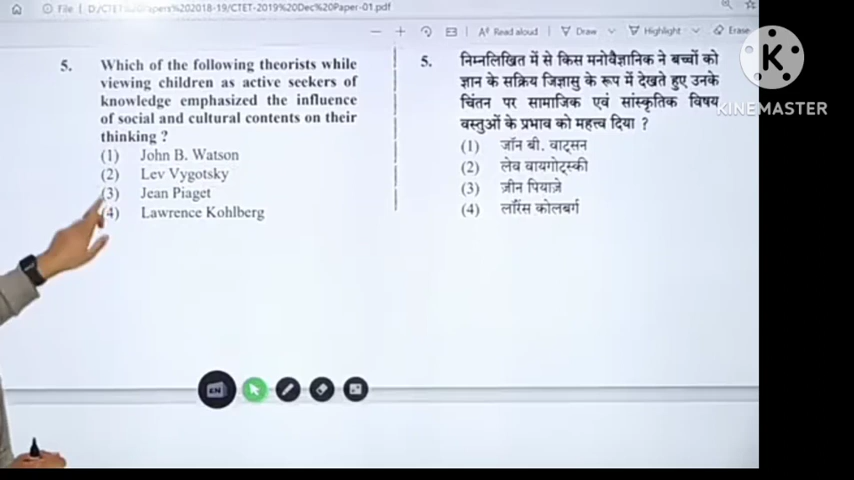 File | D:/CTET%20Papers%202018-19/CTET-2019%20Dec%20Paper-01.pdf
Read aloud | Draw | Highlight | Erase
5. Which of the following theorists while
viewing children as active seekers of
knowledge emphasized the influence
of social and cultural contents on their
thinking ?
(1) John B. Watson
(2) Lev Vygotsky
(3) Jean Piaget
(4) Lawrence Kohlberg
5. निम्नलिखित में से किस मनोवैज्ञानिक ने बच्चों को
ज्ञान के सक्रिय जिज्ञासु के रूप में देखते हुए उनके
चिंतन पर सामाजिक एवं सांस्कृतिक विषय
वस्तुओं के प्रभाव को महत्त्व दिया ?
(1) जॉन बी. वाट्सन
(2) लेव वायगोट्स्की
(3) ज़ीन पियाज़े
(4) लॉरेंस कोलबर्ग
K
KINEMASTER
EN